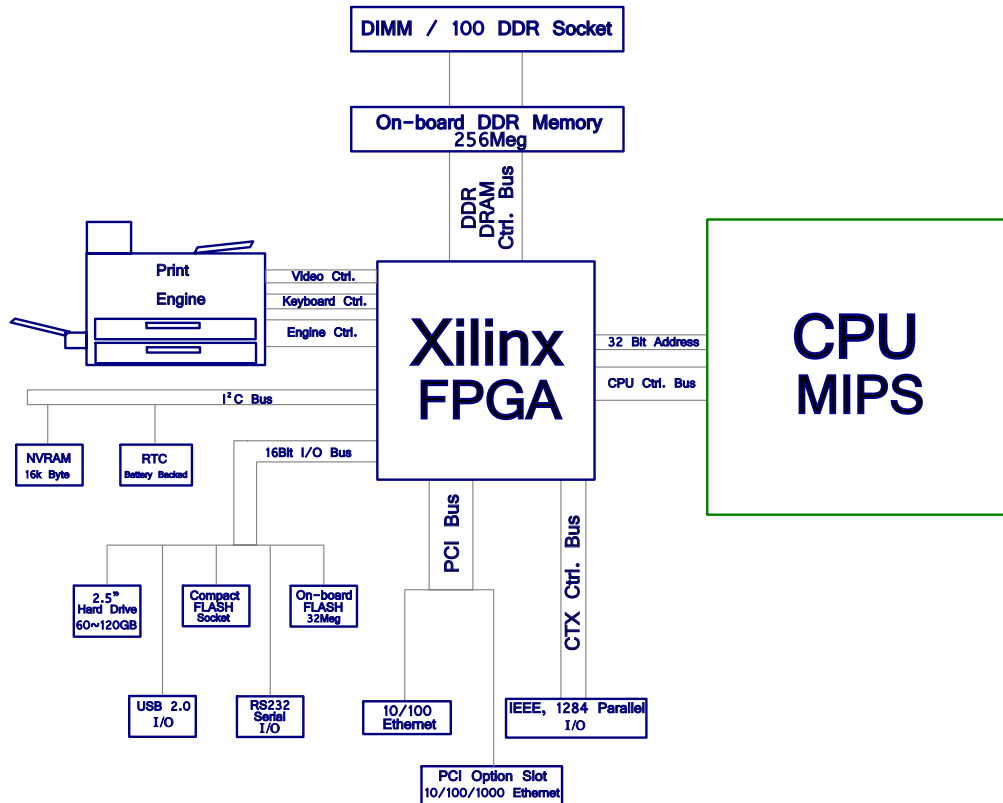 DIMM / 100 DDR Socket
On-board DDR Memory
256Meg
DDR
DRAM
Ctrl. Bus
Print
Engine
Video Ctrl.
Keyboard Ctrl.
Engine Ctrl.
Xilinx
FPGA
32 Bit Address
CPU Ctrl. Bus
CPU
MIPS
I²C Bus
NVRAM
16k Byte
RTC
Battery Backed
16Bit I/O Bus
PCI Bus
CTX Ctrl. Bus
2.5"
Hard Drive
60~120GB
Compact
FLASH
Socket
On-board
FLASH
32Meg
USB 2.0
I/O
RS232
Serial
I/O
10/100
Ethernet
IEEE, 1284 Parallel
I/O
PCI Option Slot
10/100/1000 Ethernet